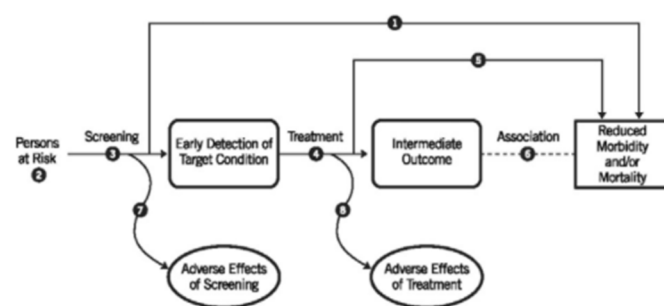 1
5
Persons
at Risk
2
Screening
3
Early Detection of
Target Condition
Treatment
4
Intermediate
Outcome
Association
6
Reduced
Morbidity
and/or
Mortality
7
8
Adverse Effects
of Screening
Adverse Effects
of Treatment